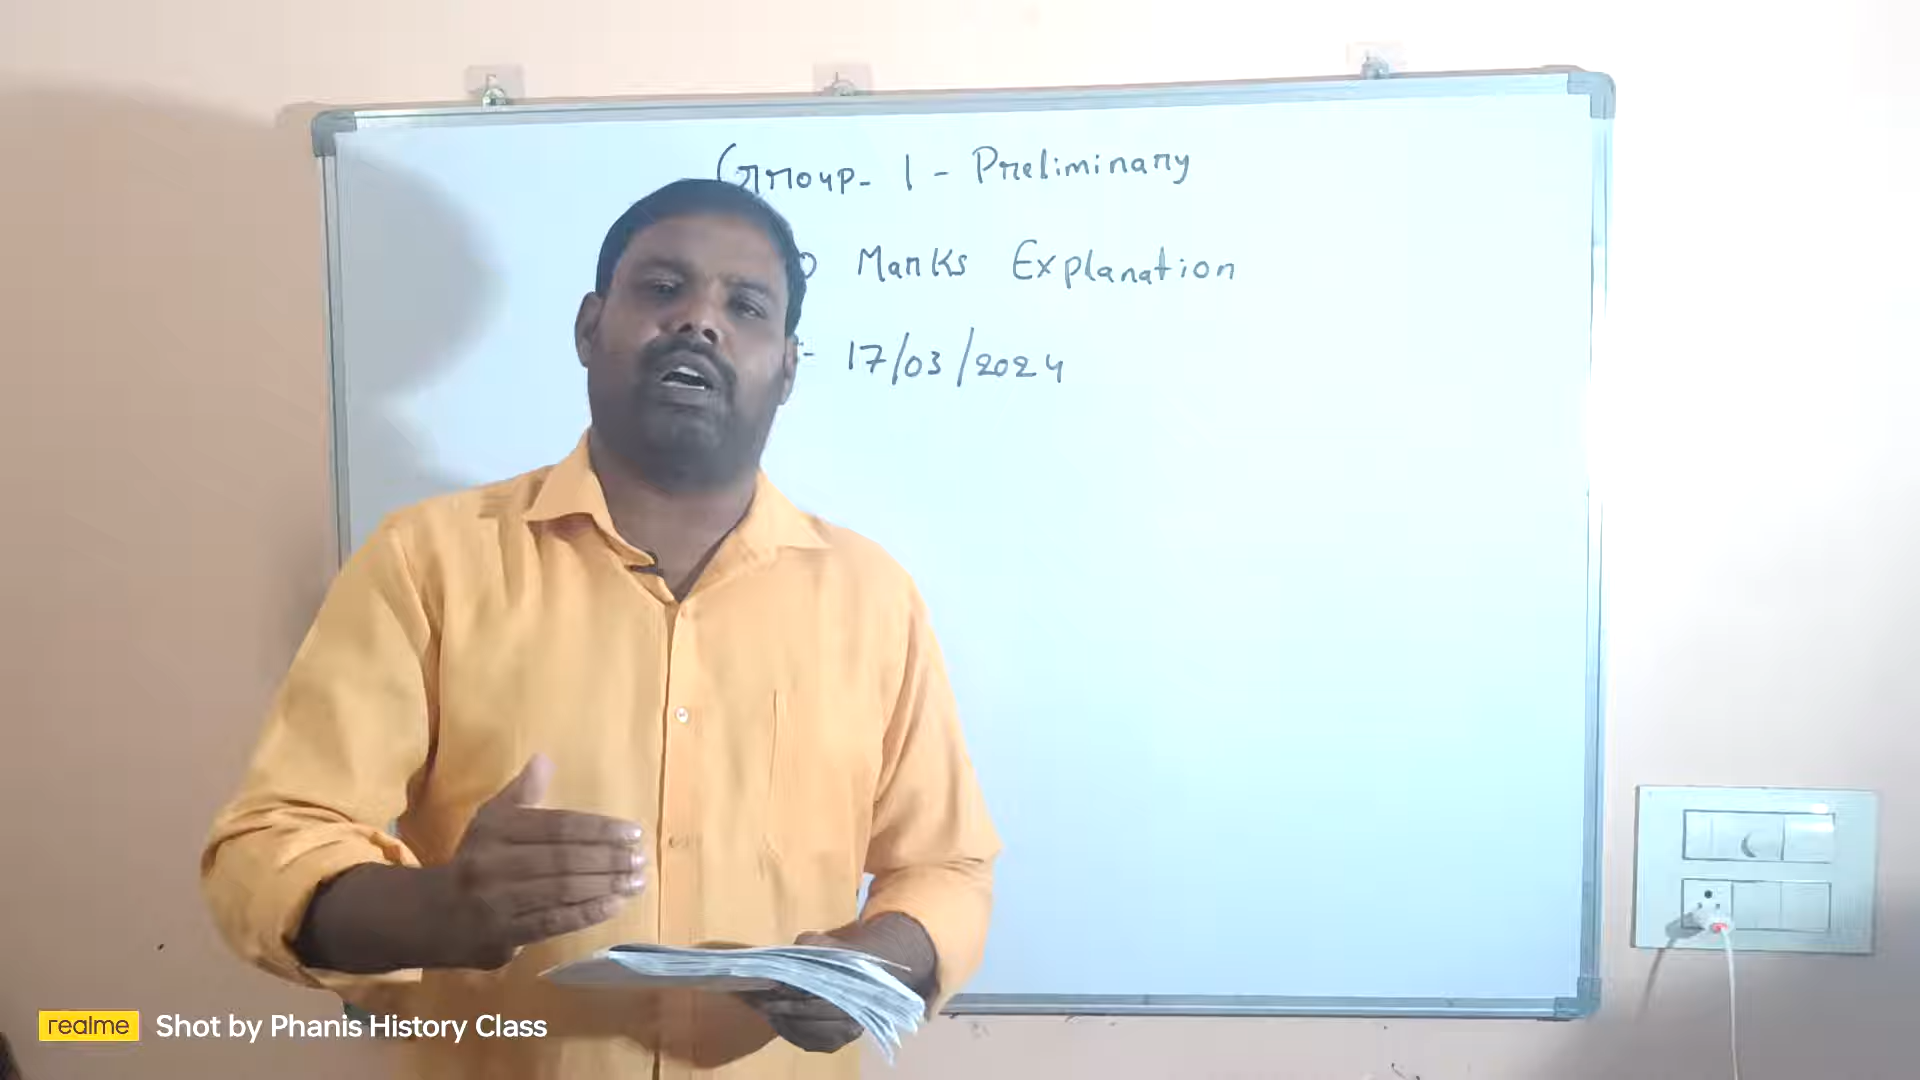 Group- 1 - Preliminary
Marks Explanation
17/03/2024
realme Shot by Phanis History Class